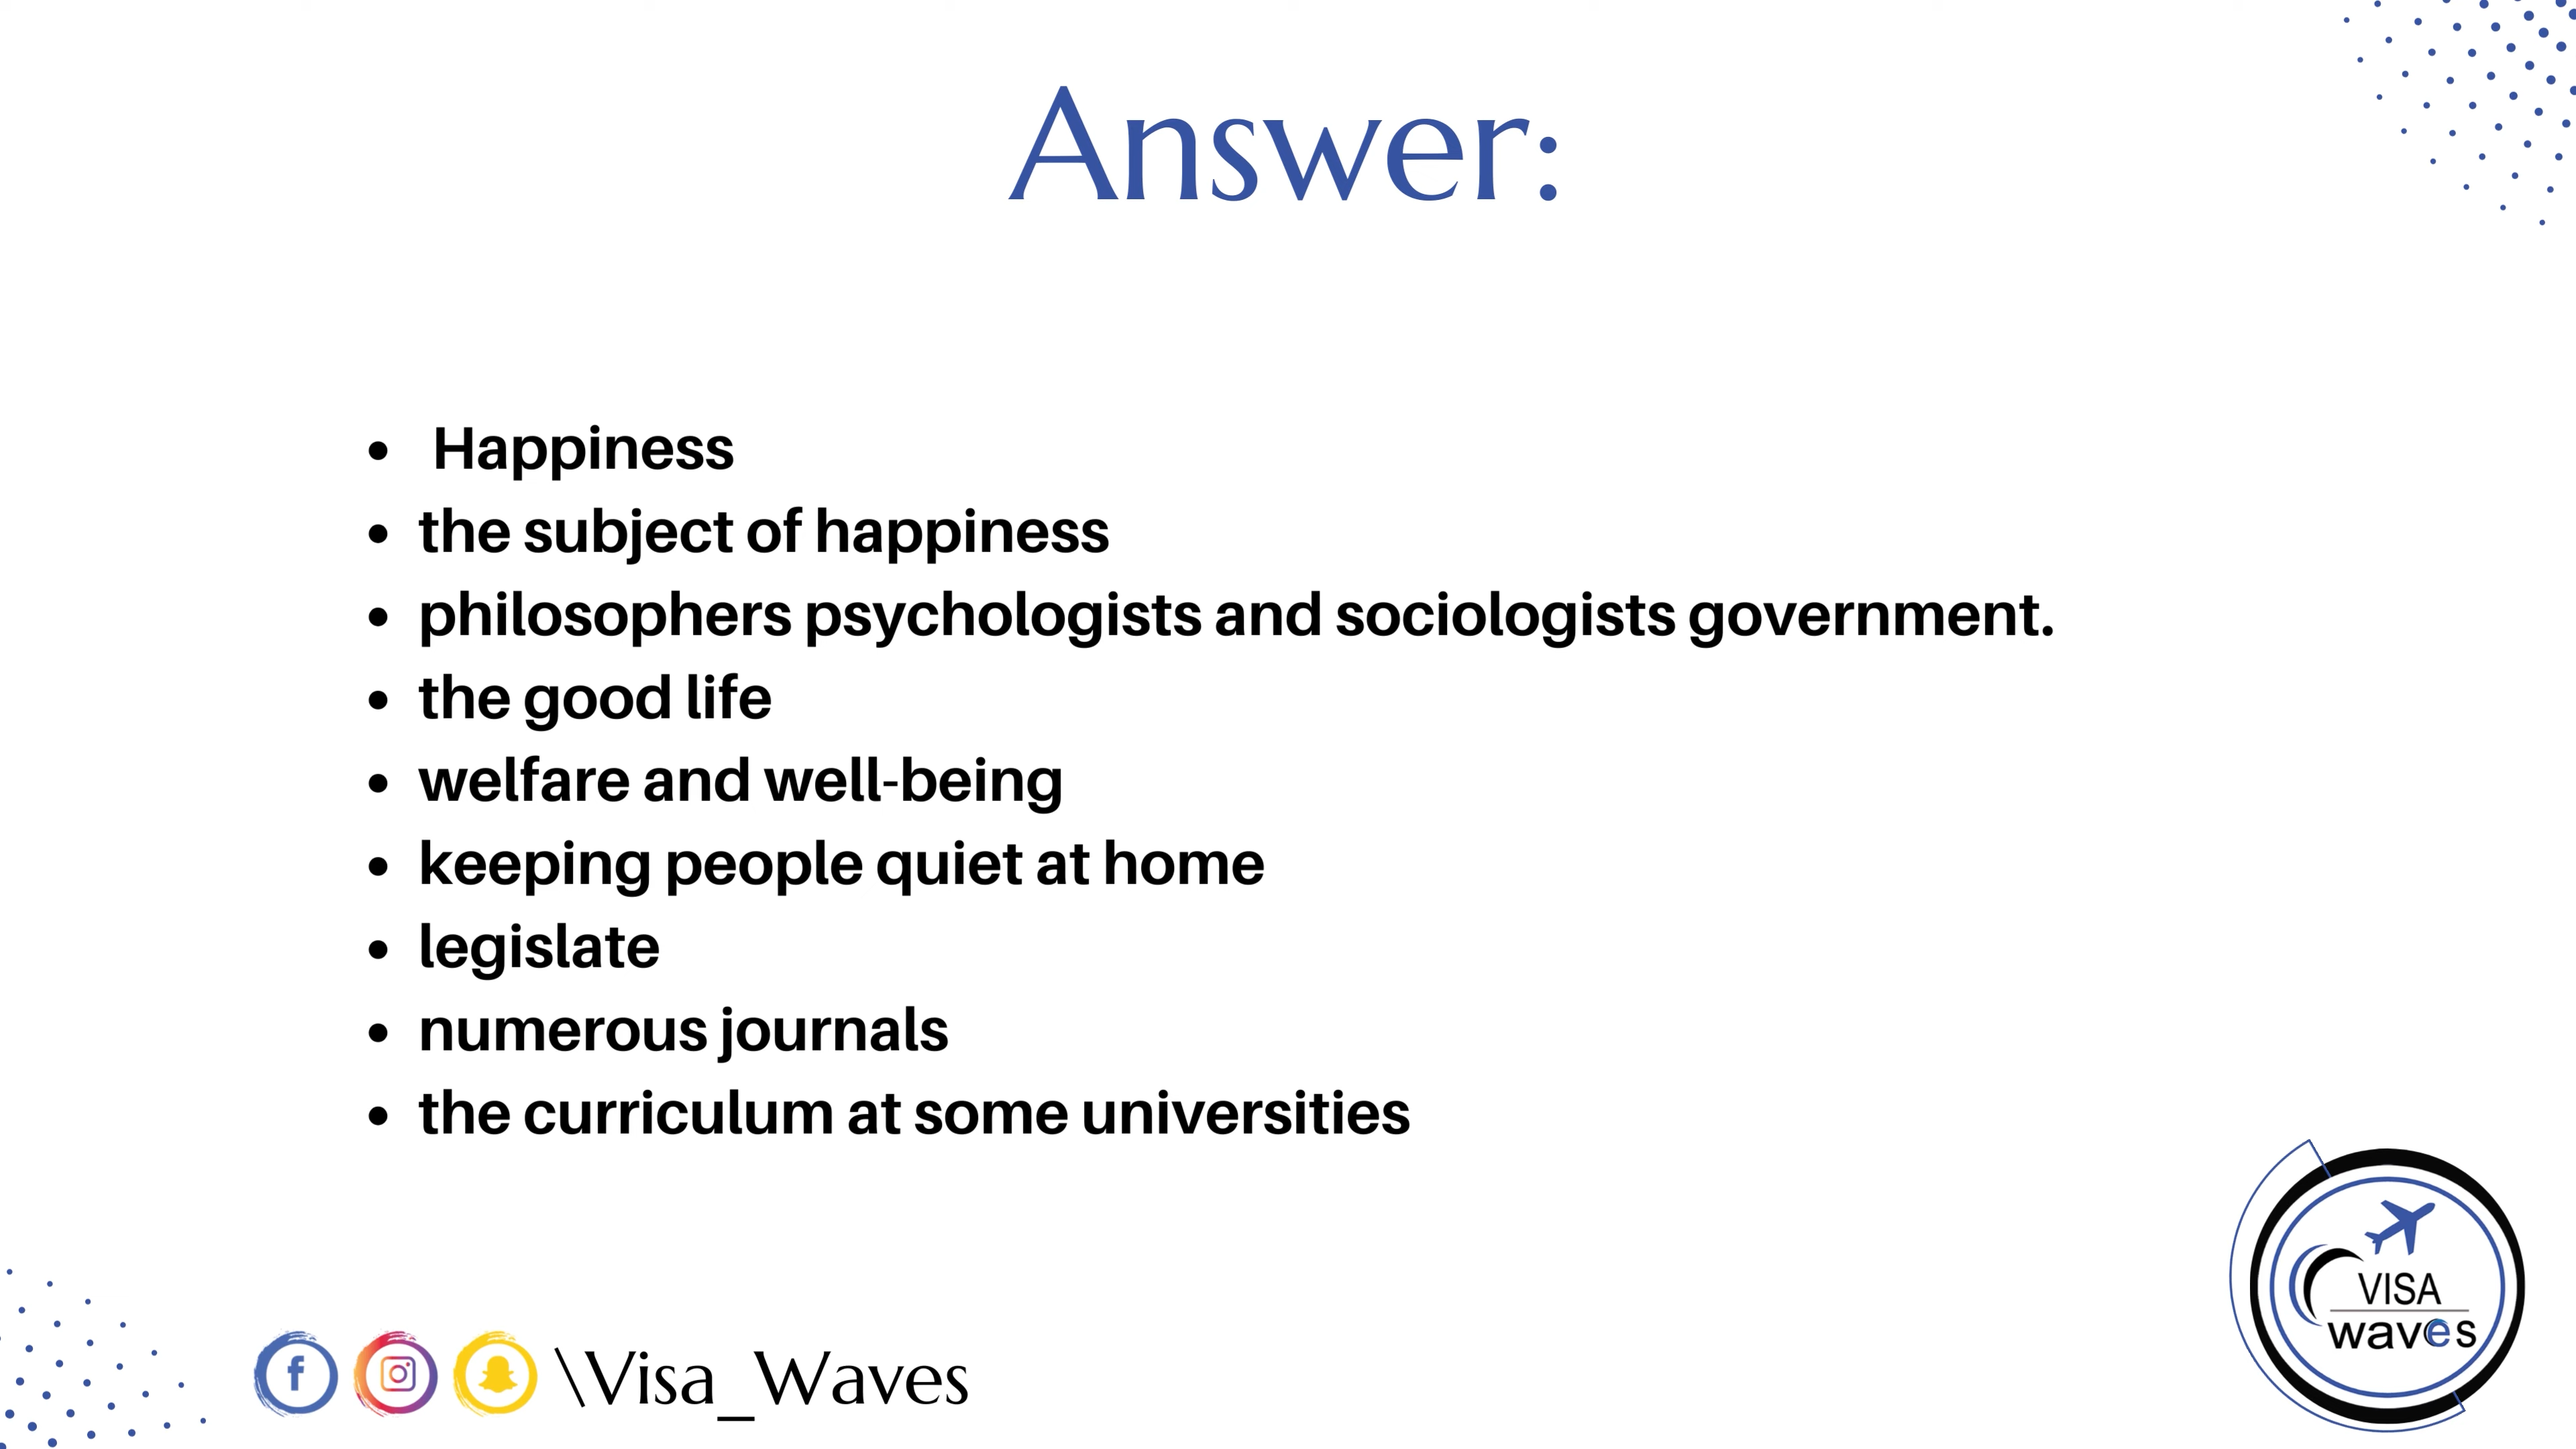 Answer:
• Happiness
• the subject of happiness
• philosophers psychologists and sociologists government.
• the good life
• welfare and well-being
• keeping people quiet at home
• legislate
• numerous journals
• the curriculum at some universities
VISA
waves
\Visa_Waves